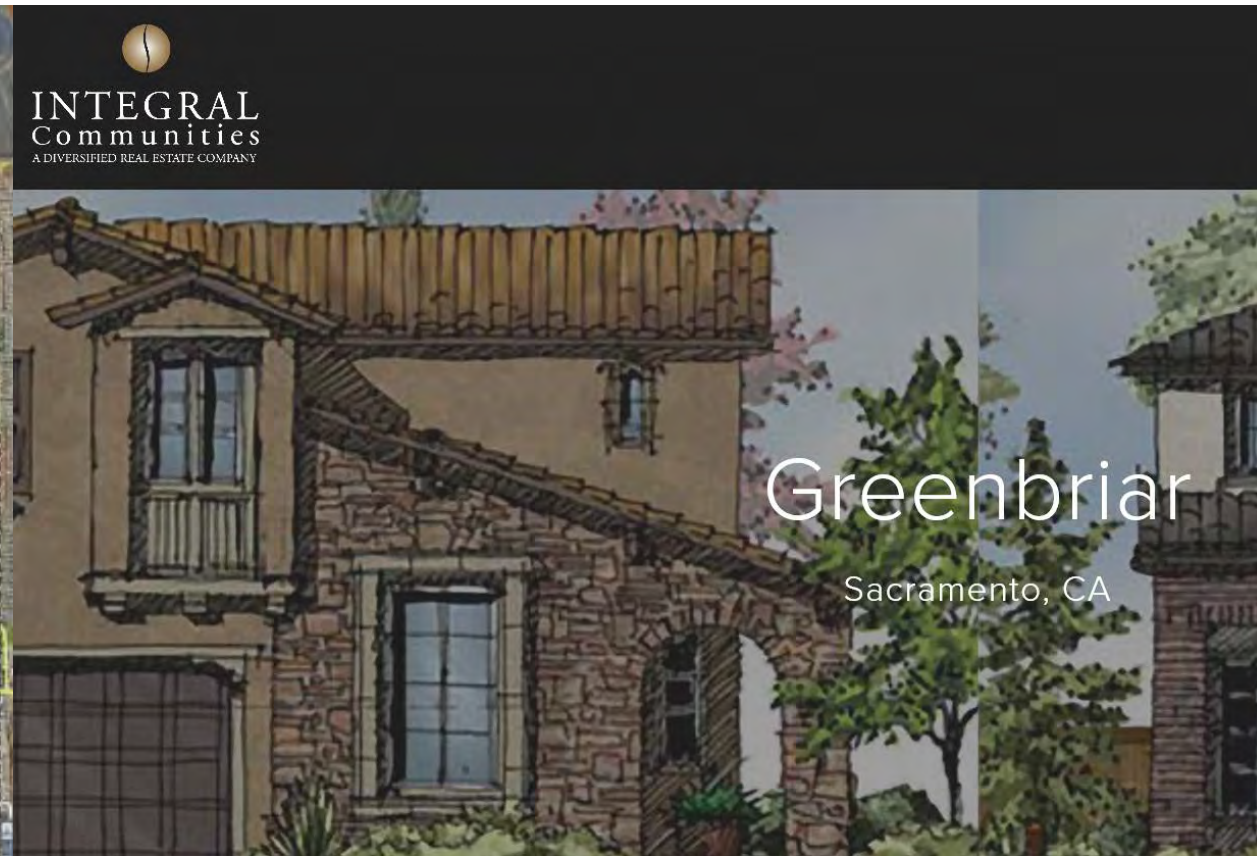 INTEGRAL
Communities
A DIVERSIFIED REAL ESTATE COMPANY
Greenbriar
Sacramento, CA